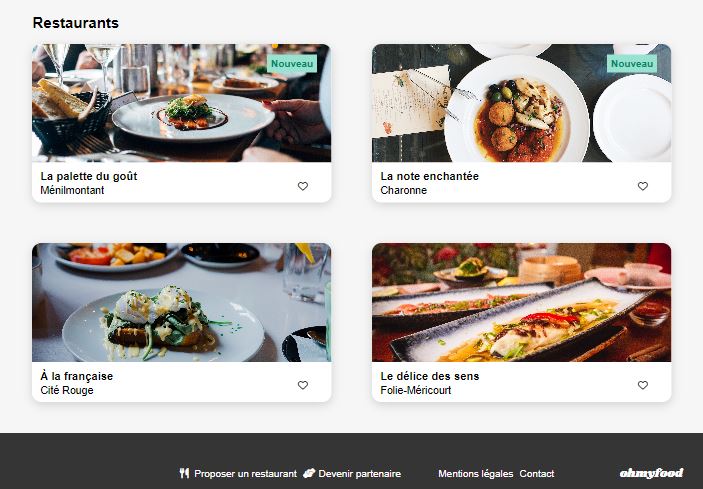 Restaurants
Nouveau
Nouveau
La palette du goût
Ménilmontant
La note enchantée
Charonne
À la française
Cité Rouge
Le délice des sens
Folie-Méricourt
Proposer un restaurant Devenir partenaire Mentions légales Contact ohmyfood